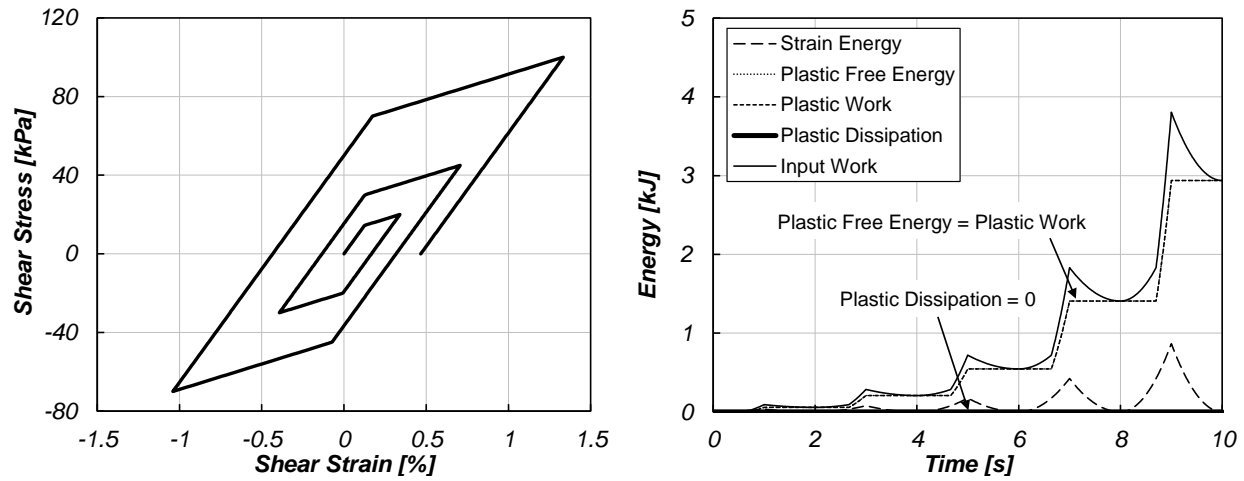 120
80
40
0
-40
-80
-1.5 -1 -0.5 0 0.5 1 1.5
Shear Stress [kPa]
Shear Strain [%]
5
4
3
2
1
0
0 2 4 6 8 10
Energy [kJ]
Time [s]
Strain Energy
Plastic Free Energy
Plastic Work
Plastic Dissipation
Input Work
Plastic Free Energy = Plastic Work
Plastic Dissipation = 0